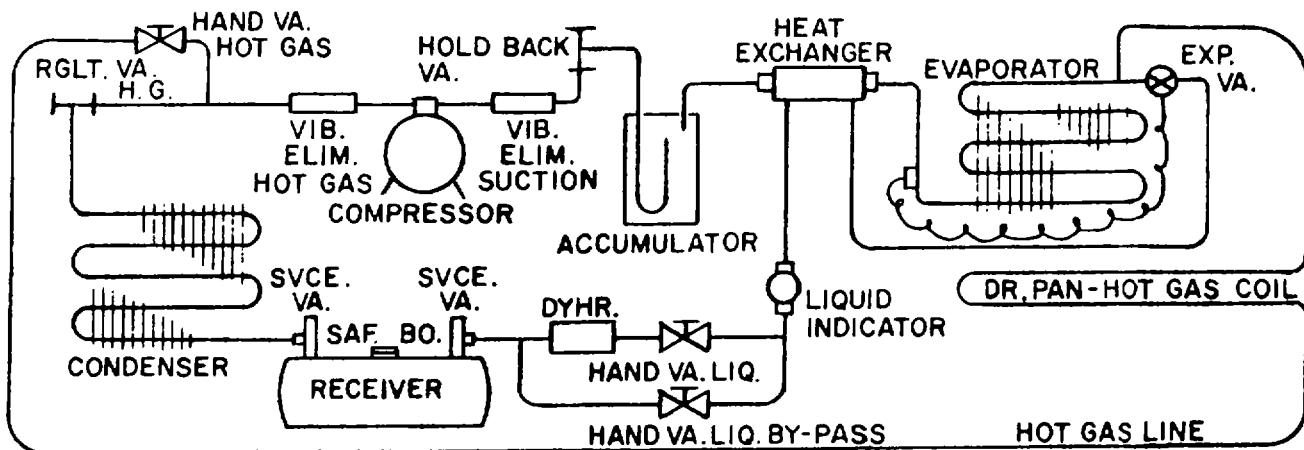 HAND VA.
HOT GAS
RGLT. VA.
H. G.
HOLD BACK
VA.
HEAT
EXCHANGER
EVAPORATOR
EXP.
VA.
VIB.
ELIM.
HOT GAS
VIB.
ELIM.
SUCTION
COMPRESSOR
ACCUMULATOR
SVCE.
VA.
SVCE.
VA.
SAF. BO.
DYHR.
LIQUID
INDICATOR
DR. PAN-HOT GAS COIL
CONDENSER
RECEIVER
HAND VA. LIQ.
HAND VA. LIQ. BY-PASS
HOT GAS LINE